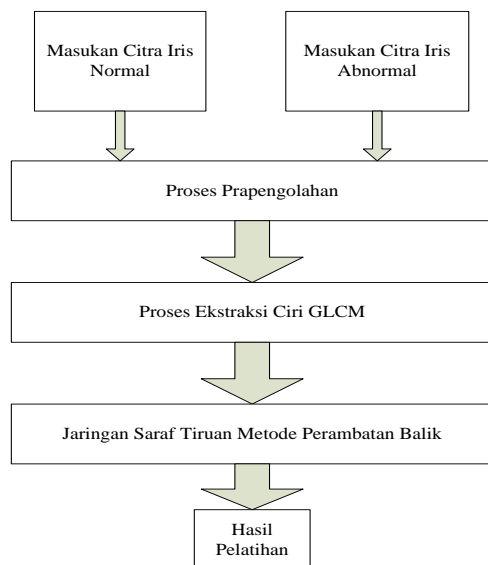 Masukan Citra Iris
Normal
Masukan Citra Iris
Abnormal
Proses Prapengolahan
Proses Ekstraksi Ciri GLCM
Jaringan Saraf Tiruan Metode Perambatan Balik
Hasil
Pelatihan